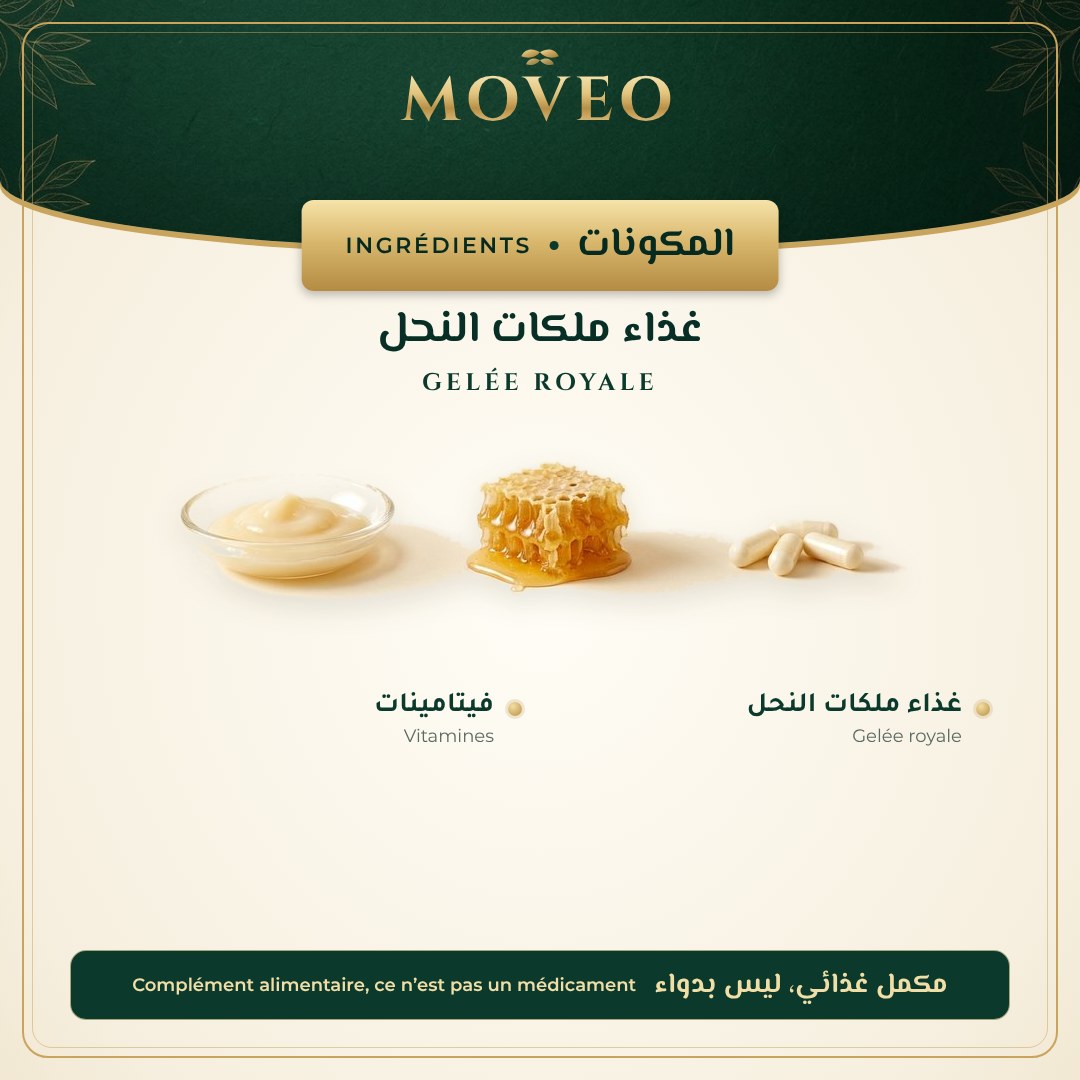 MOVEO
المكونات • INGRÉDIENTS
غذاء ملكات النحل
GELÉE ROYALE
غذاء ملكات النحل
Gelée royale
فيتامينات
Vitamines
مكمل غذائي، ليس بدواء Complément alimentaire, ce n’est pas un médicament